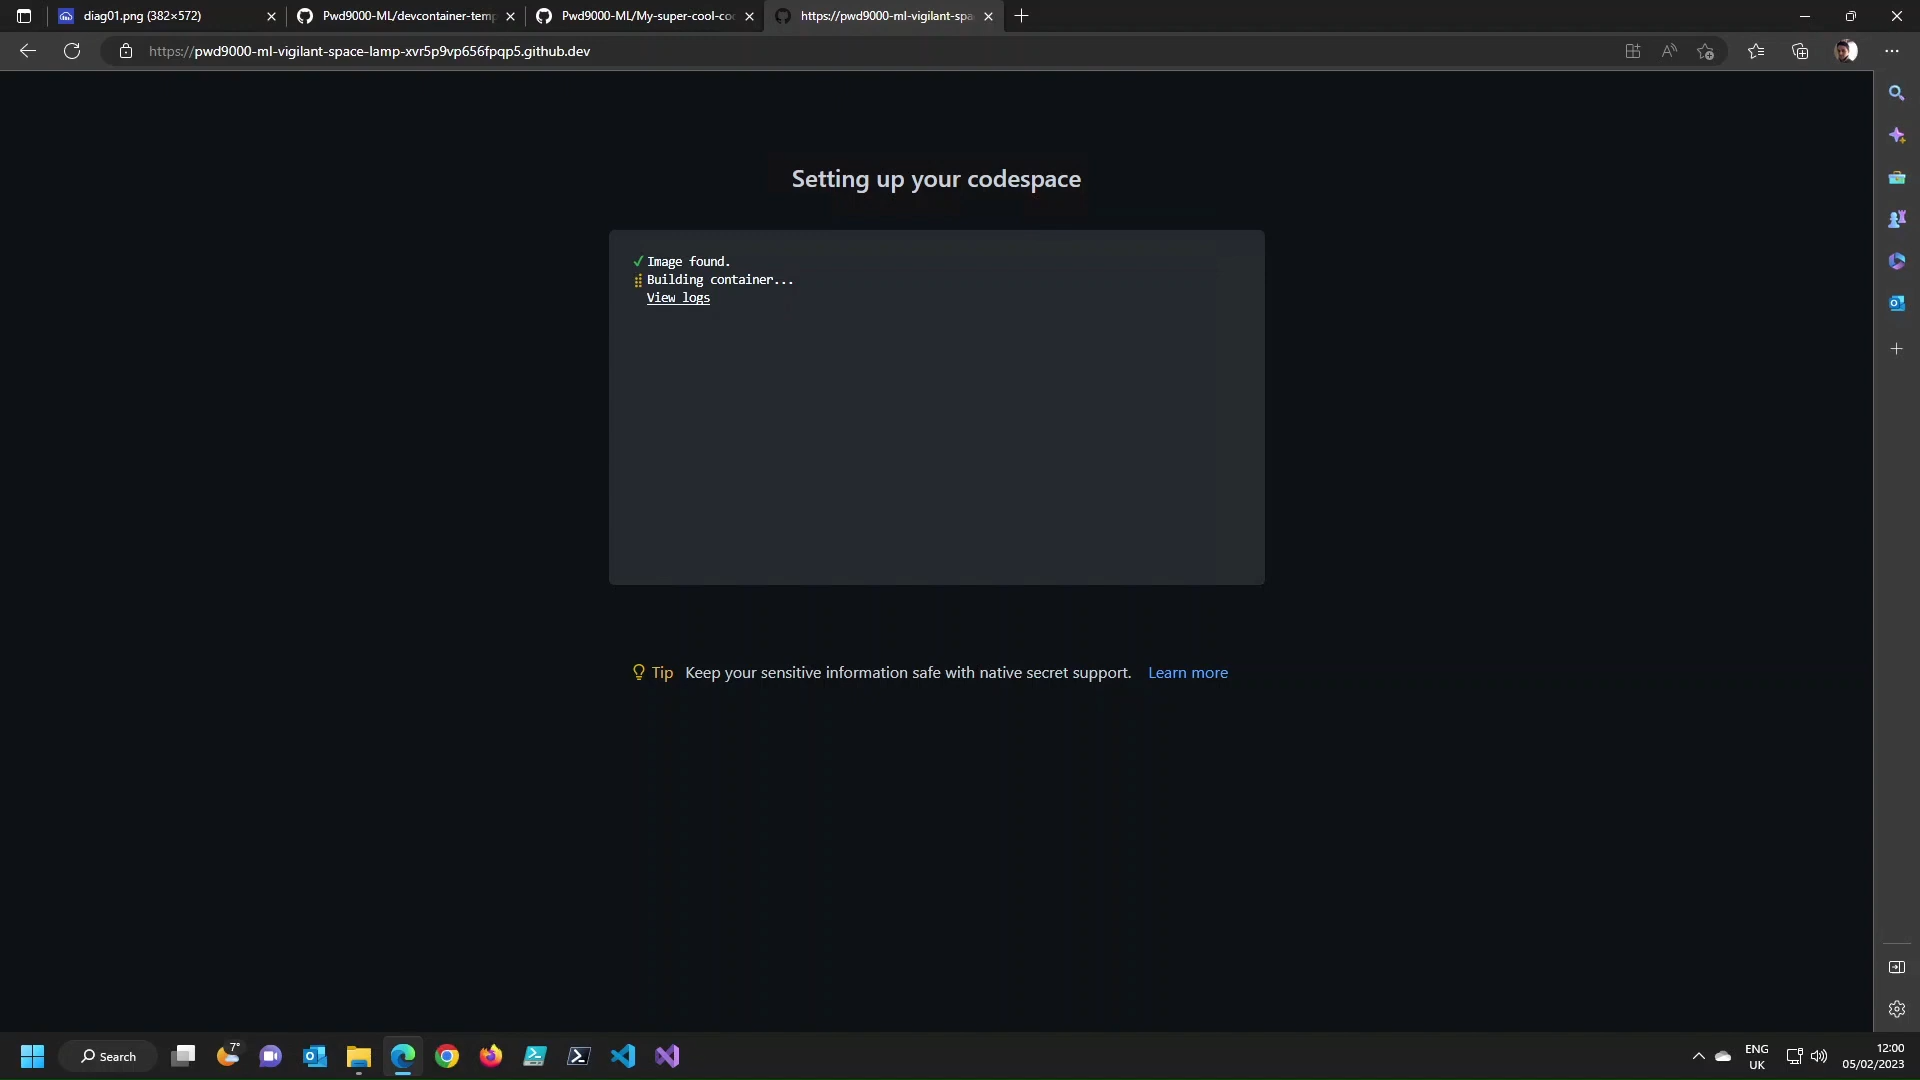 diag01.png (382×572)
Pwd9000-ML/devcontainer-temp
Pwd9000-ML/My-super-cool-co
https://pwd9000-ml-vigilant-spa
https://pwd9000-ml-vigilant-space-lamp-xvr5p9vp656fpqp5.github.dev
Setting up your codespace
Image found.
Building container...
View logs
Tip Keep your sensitive information safe with native secret support. Learn more
Search
7°
ENG
UK
12:00
05/02/2023